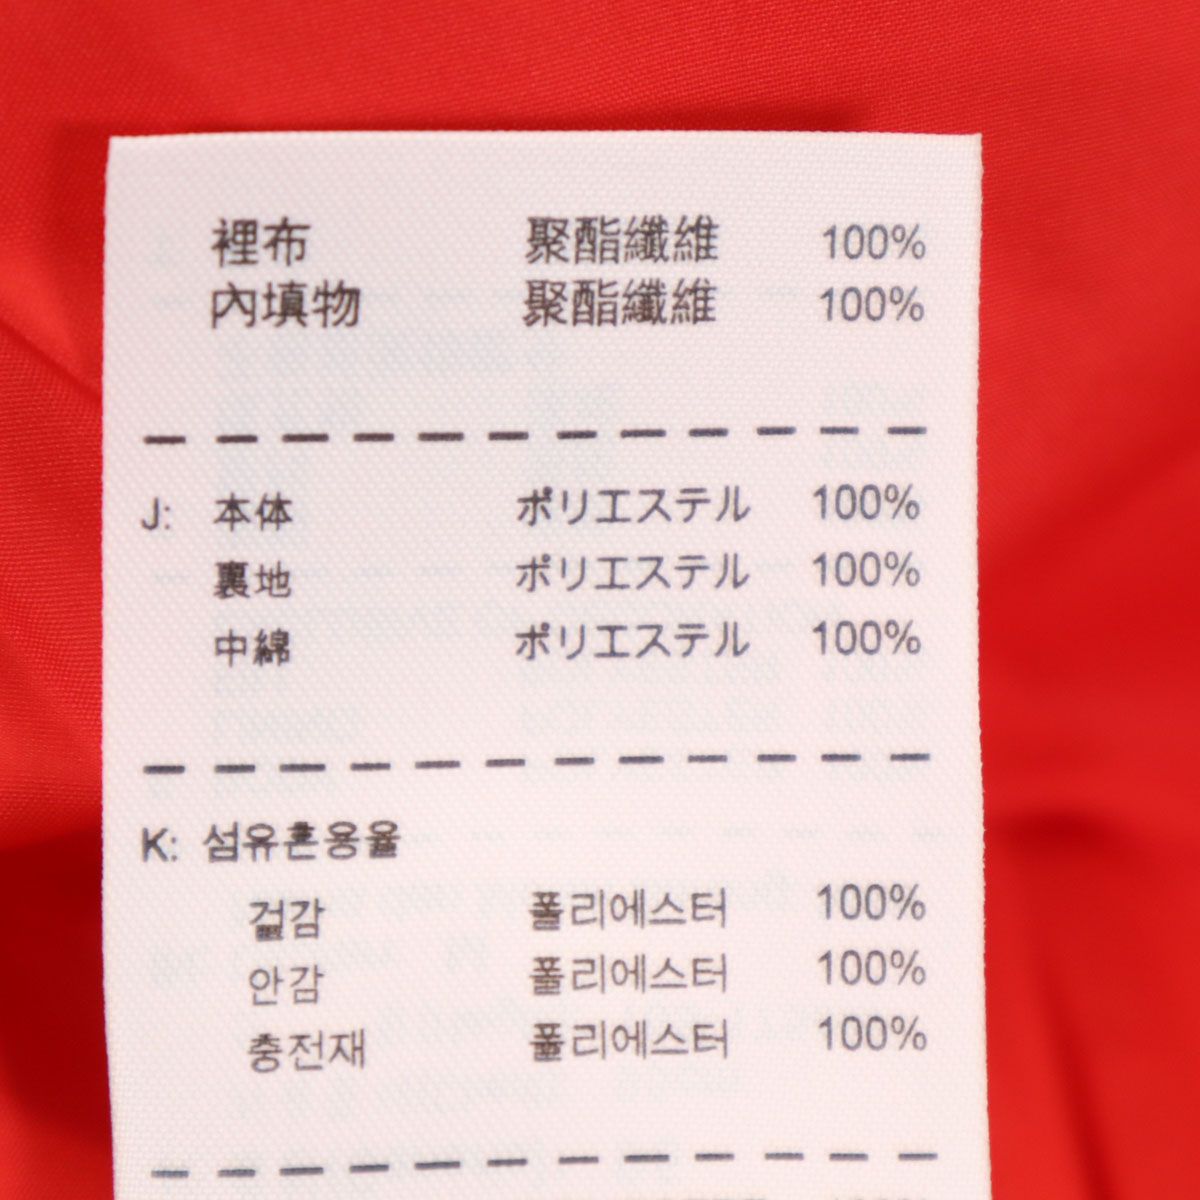 裡布 聚酯纖維 100%
內填物 聚酯纖維 100%
J: 本体 ポリエステル 100%
裏地 ポリエステル 100%
中綿 ポリエステル 100%
K: 섬유혼용율
겉감 폴리에스터 100%
안감 폴리에스터 100%
충전재 폴리에스터 100%